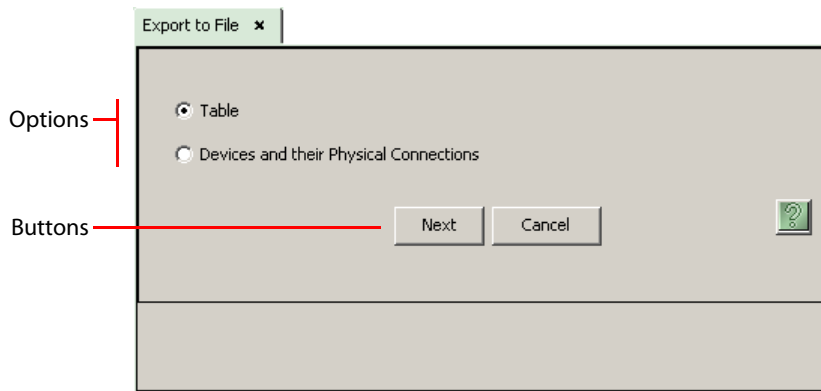 Export to File ×
Options
Table
Devices and their Physical Connections
Buttons
Next
Cancel
?